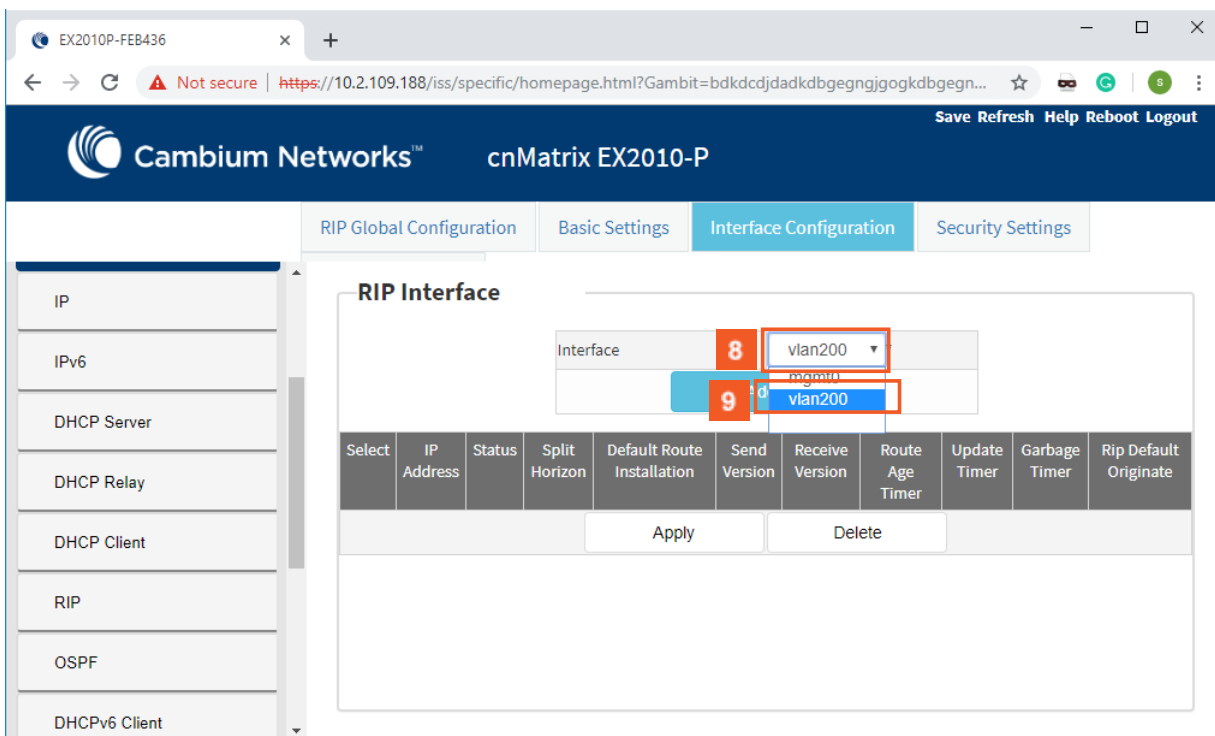 EX2010P-FEB436
Not secure | https://10.2.109.188/iss/specific/homepage.html?Gambit=bdkdcdjdadkdbgegngjgogkdbgegn...
S
Save Refresh Help Reboot Logout
Cambium Networks™ cnMatrix EX2010-P
RIP Global Configuration Basic Settings Interface Configuration Security Settings
RIP Interface
IP
IPv6
DHCP Server
DHCP Relay
DHCP Client
RIP
OSPF
DHCPv6 Client
Interface 8 vlan200
mgmt0
9 vlan200
Select IP Address Status Split Horizon Default Route Installation Send Version Receive Version Route Age Timer Update Timer Garbage Timer Rip Default Originate
Apply Delete